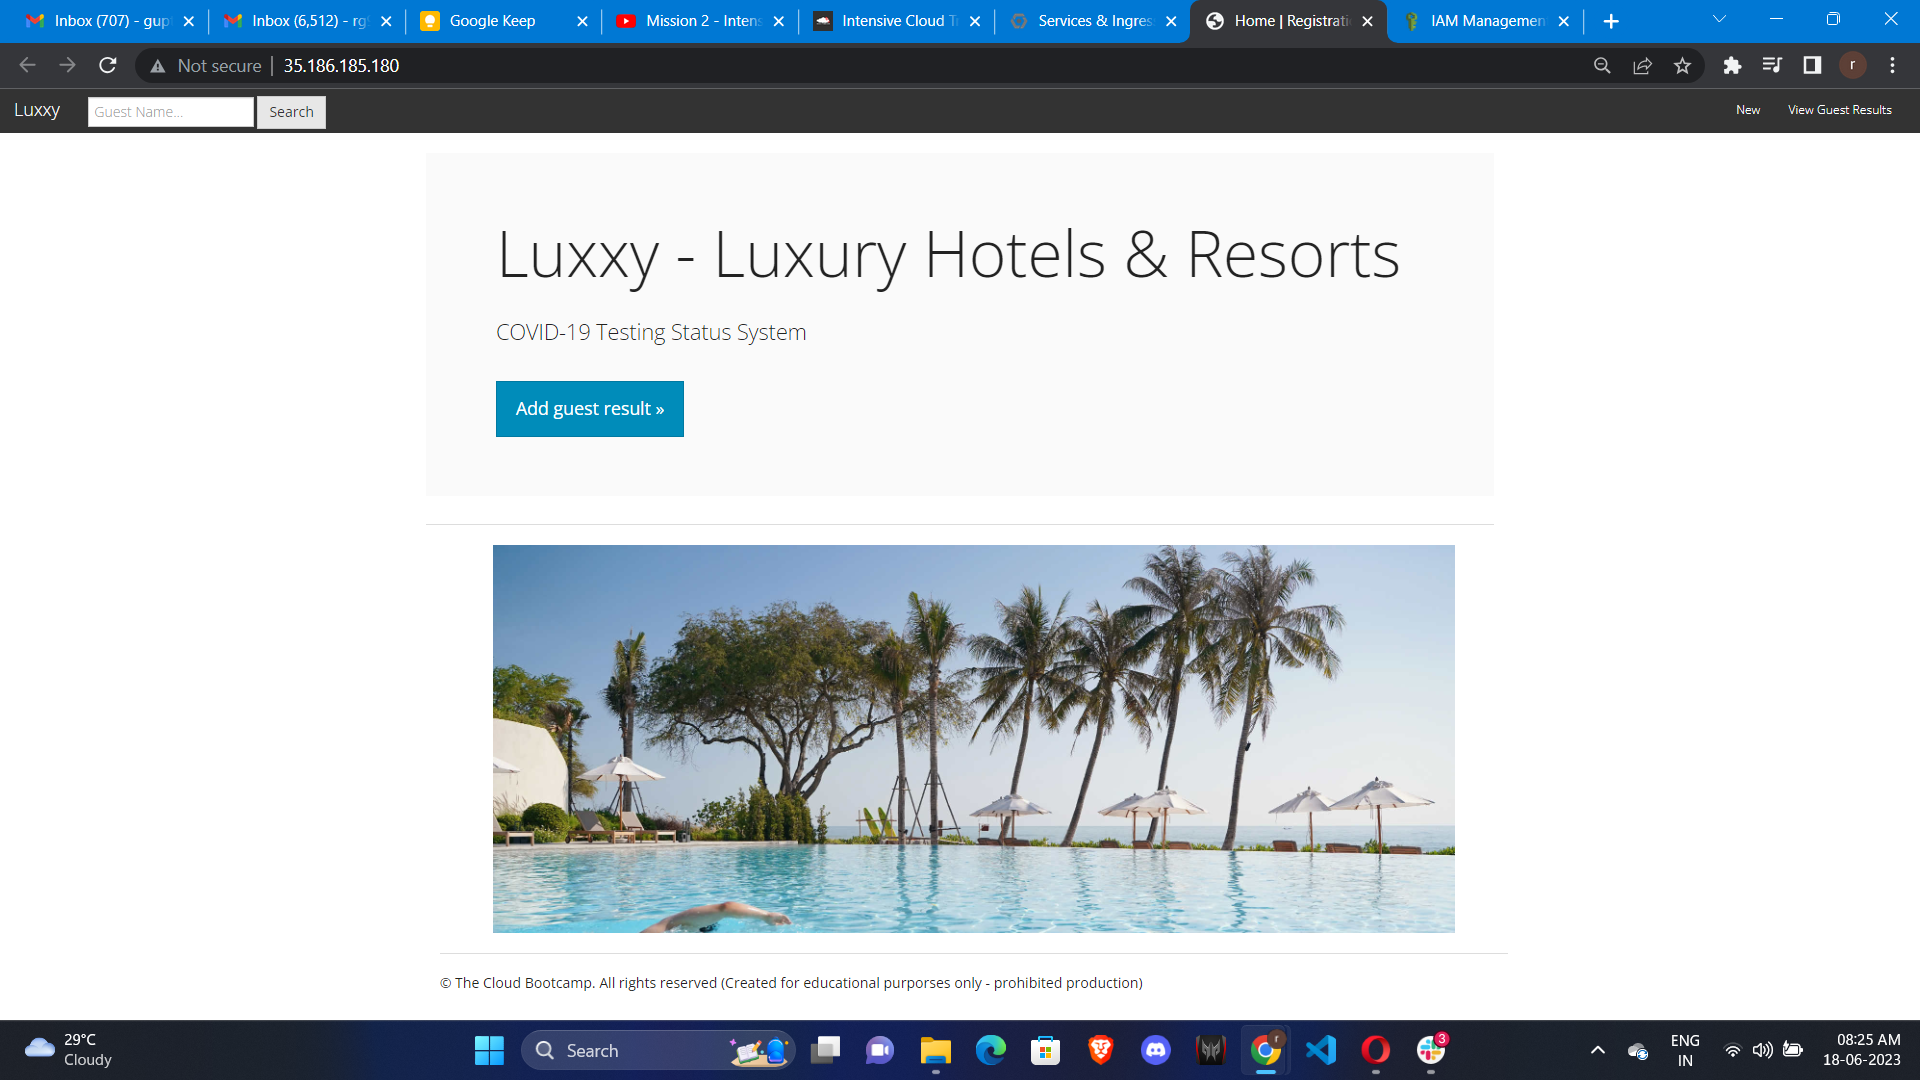 Inbox (707) - gup
Inbox (6,512) - rg
Google Keep
Mission 2 - Intens
Intensive Cloud T
Services & Ingres
Home | Registrati
IAM Management
Not secure
35.186.185.180
r
Luxxy
Guest Name...
Search
New
View Guest Results
Luxxy - Luxury Hotels & Resorts
COVID-19 Testing Status System
Add guest result »
© The Cloud Bootcamp. All rights reserved (Created for educational purporses only - prohibited production)
29°C
Cloudy
Search
r
3
ENG
IN
08:25 AM
18-06-2023